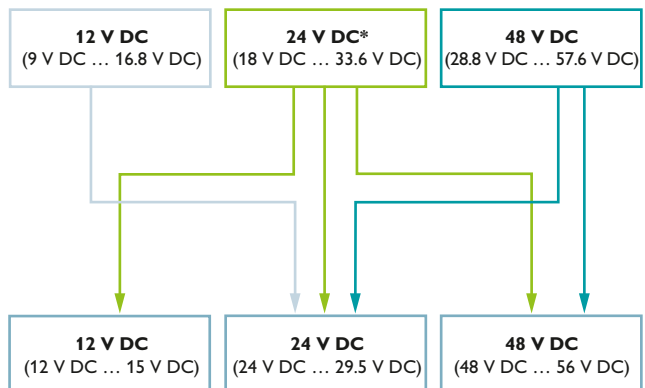 12 V DC
(9 V DC … 16.8 V DC)
24 V DC*
(18 V DC … 33.6 V DC)
48 V DC
(28.8 V DC … 57.6 V DC)
12 V DC
(12 V DC … 15 V DC)
24 V DC
(24 V DC … 29.5 V DC)
48 V DC
(48 V DC … 56 V DC)